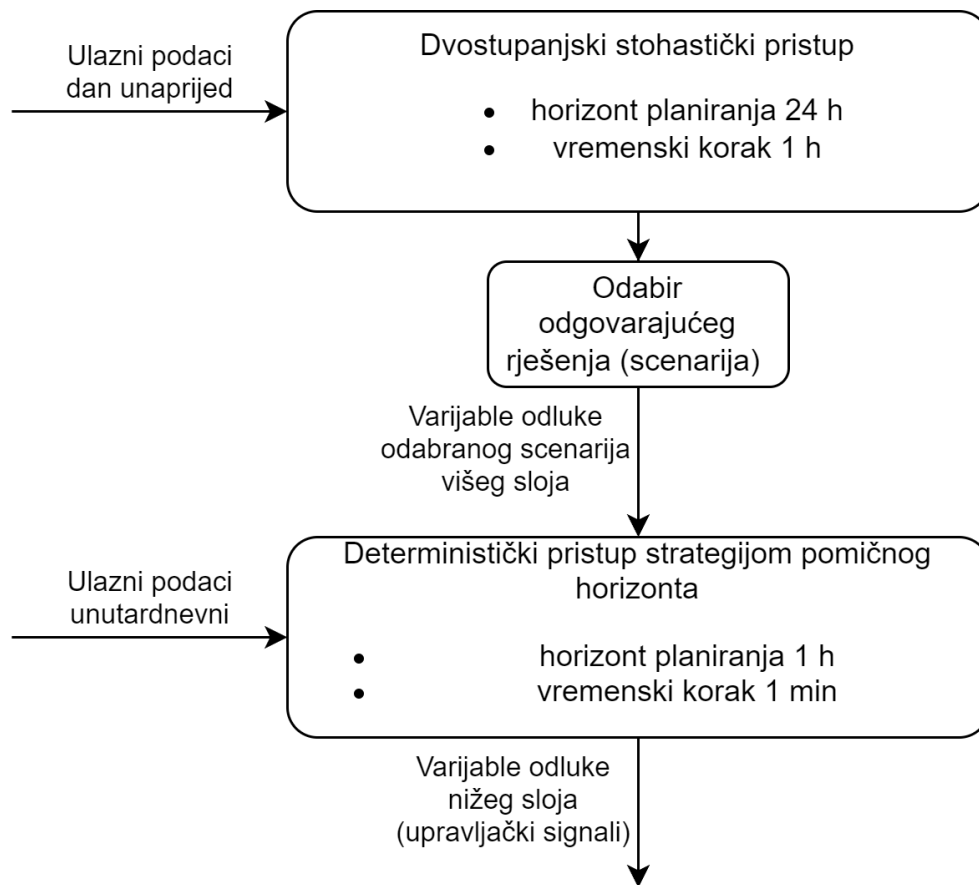 Dvostupanjski stohastički pristup
Ulazni podaci
dan unaprijed
• horizont planiranja 24 h
• vremenski korak 1 h
Odabir
odgovarajućeg
rješenja (scenarija)
Varijable odluke
odabranog scenarija
višeg sloja
Deterministički pristup strategijom pomičnog
horizonta
Ulazni podaci
unutardnevni
• horizont planiranja 1 h
• vremenski korak 1 min
Varijable odluke
nižeg sloja
(upravljački signali)